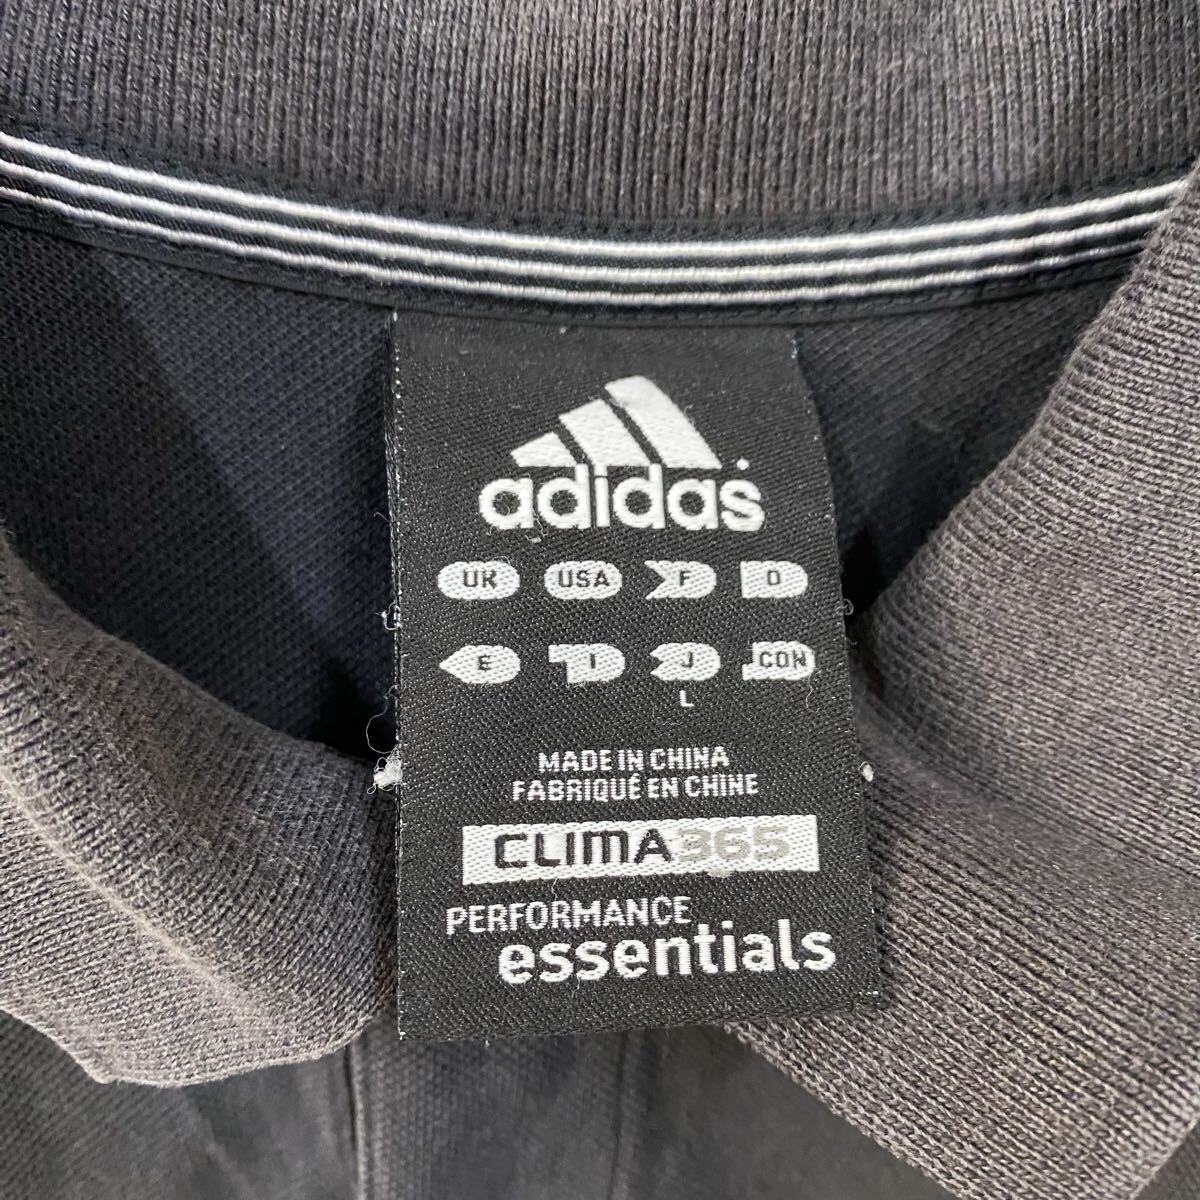 adidas
UK USA F D
E I J CON
L
MADE IN CHINA
FABRIQUÉ EN CHINE
CLIMA365
PERFORMANCE
essentials